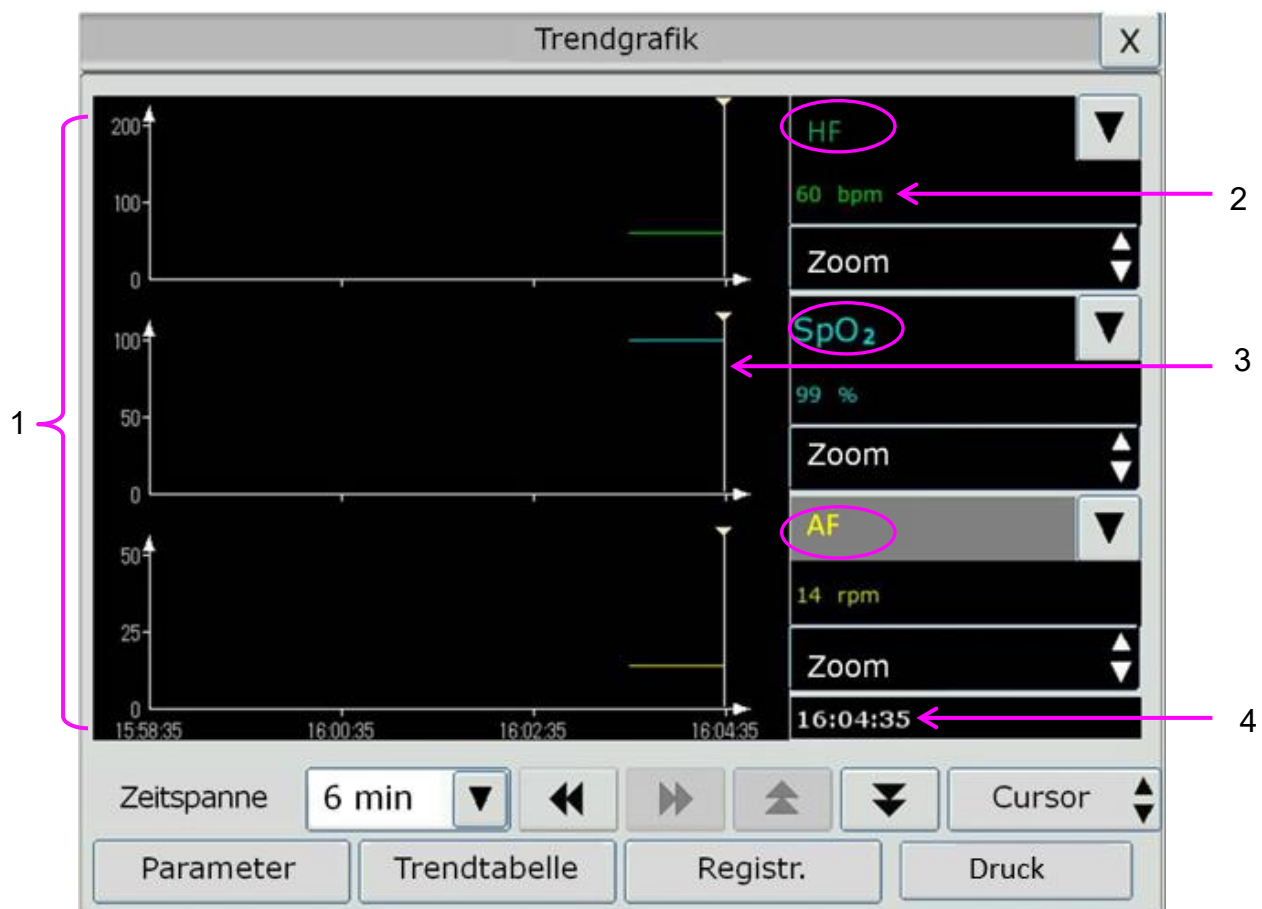 Trendgrafik X
200
100
0
HF
60 bpm
Zoom
2
100
50
0
SpO₂
99 %
Zoom
3
1
50
25
0
AF
14 rpm
Zoom
15:58:35 16:00:35 16:02:35 16:04:35
16:04:35
4
Zeitspanne 6 min Cursor
Parameter Trendtabelle Registr. Druck